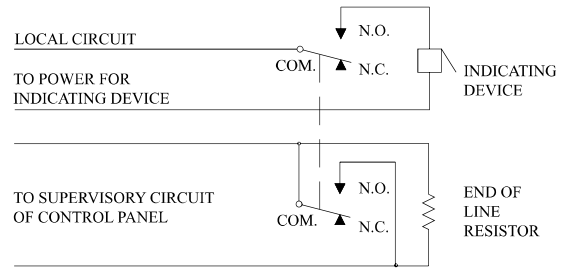 LOCAL CIRCUIT
N.O.
COM.
N.C.
TO POWER FOR
INDICATING DEVICE
INDICATING
DEVICE
TO SUPERVISORY CIRCUIT
OF CONTROL PANEL
N.O.
COM.
N.C.
END OF
LINE
RESISTOR